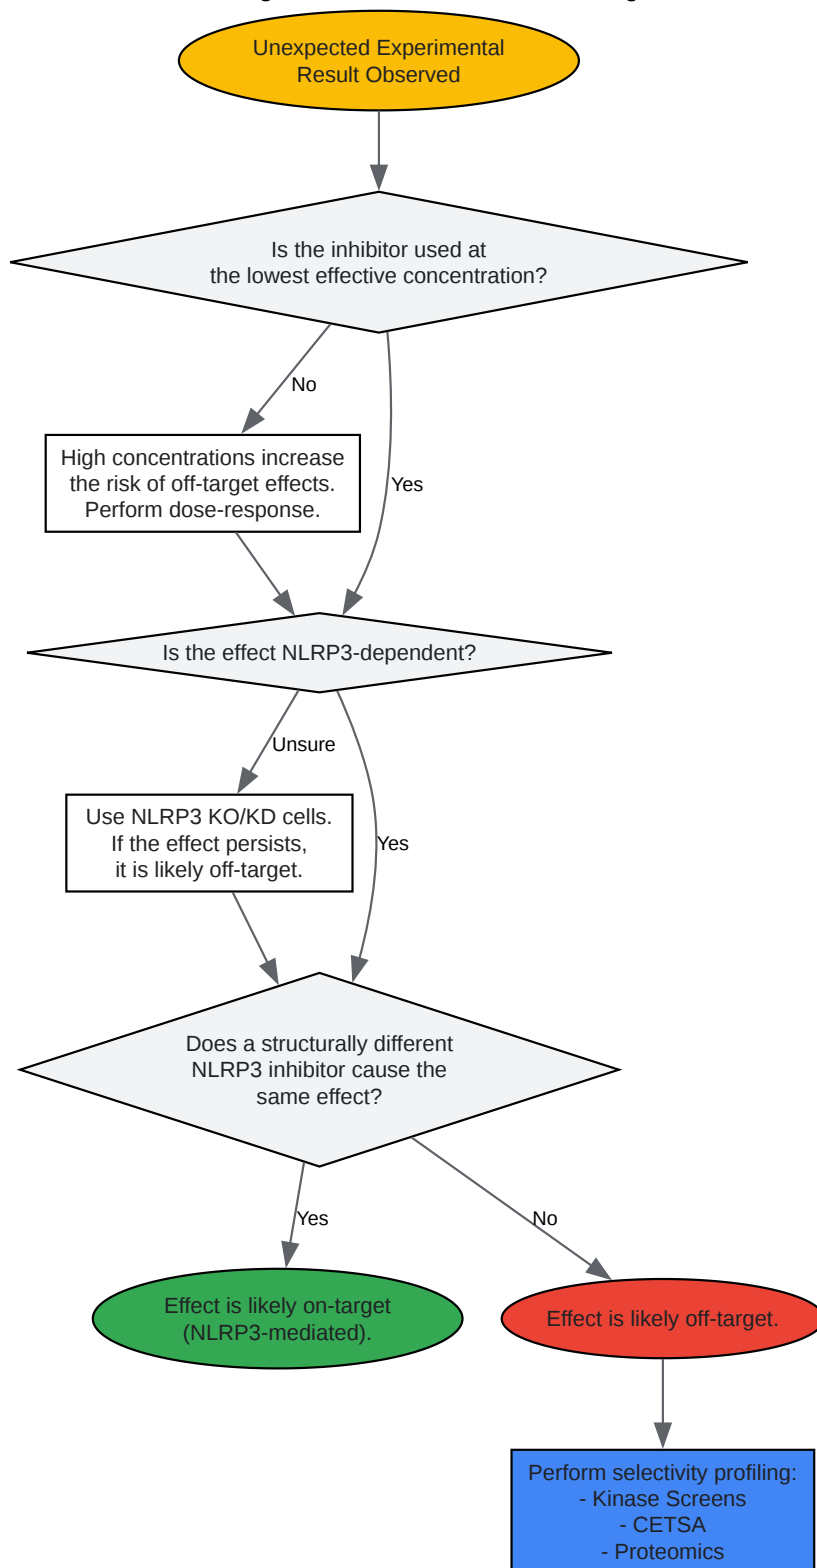 Unexpected Experimental
Result Observed
Is the inhibitor used at
the lowest effective concentration?
No
Yes
High concentrations increase
the risk of off-target effects.
Perform dose-response.
Is the effect NLRP3-dependent?
Unsure
Yes
Use NLRP3 KO/KD cells.
If the effect persists,
it is likely off-target.
Does a structurally different
NLRP3 inhibitor cause the
same effect?
Yes
No
Effect is likely on-target
(NLRP3-mediated).
Effect is likely off-target.
Perform selectivity profiling:
- Kinase Screens
- CETSA
- Proteomics